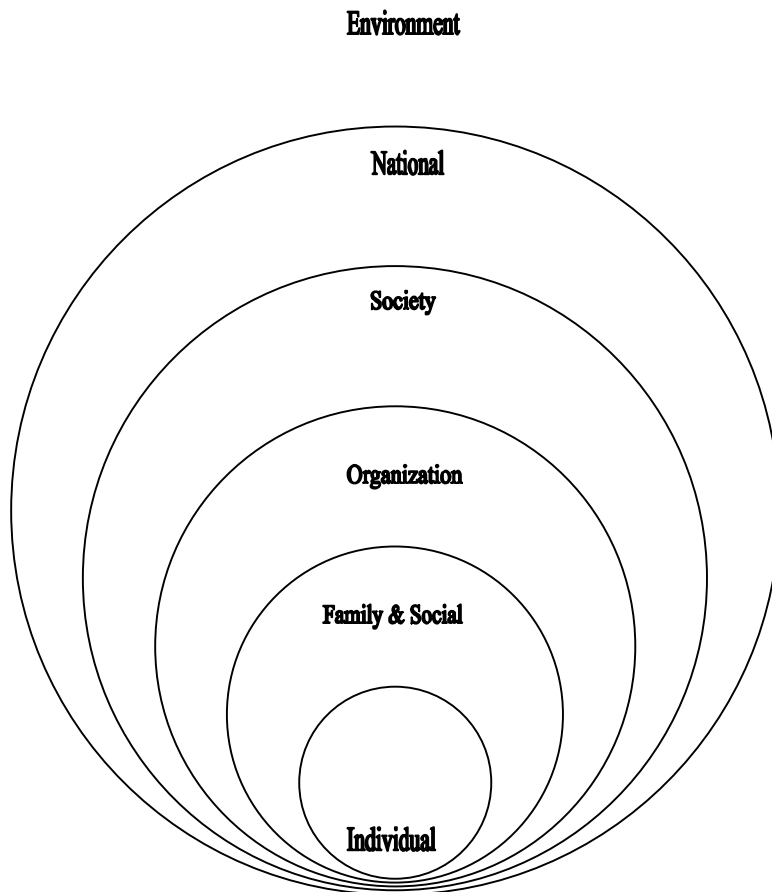 Environment
National
Society
Organization
Family & Social
Individual